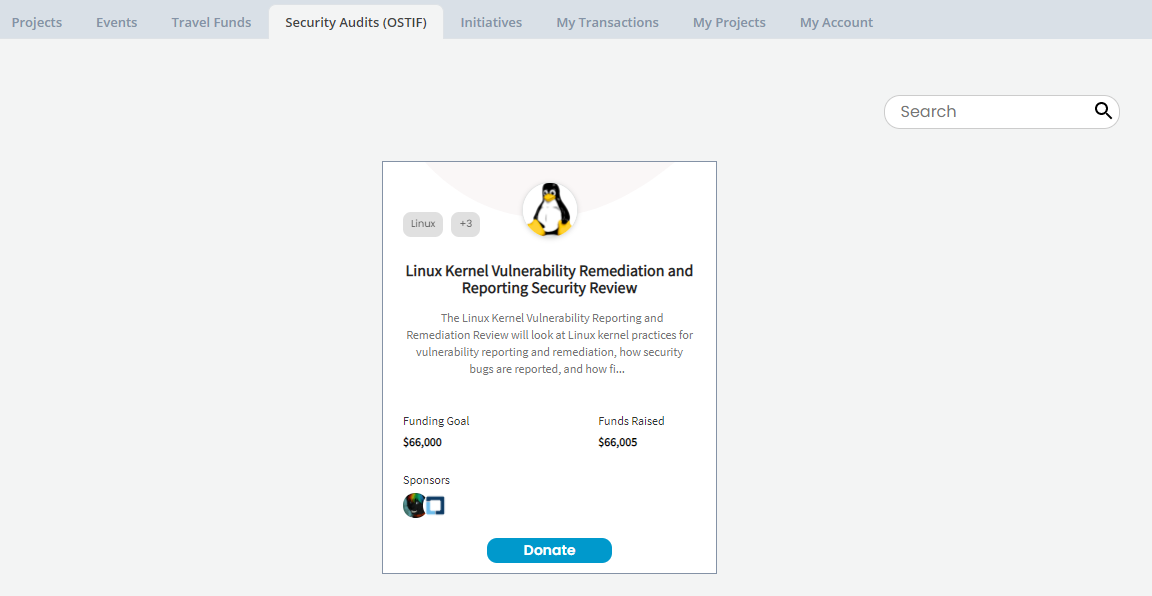 Projects Events Travel Funds Security Audits (OSTIF) Initiatives My Transactions My Projects My Account
Search
Linux +3
Linux Kernel Vulnerability Remediation and
Reporting Security Review
The Linux Kernel Vulnerability Reporting and
Remediation Review will look at Linux kernel practices for
vulnerability reporting and remediation, how security
bugs are reported, and how fi...
Funding Goal Funds Raised
$66,000 $66,005
Sponsors
Donate